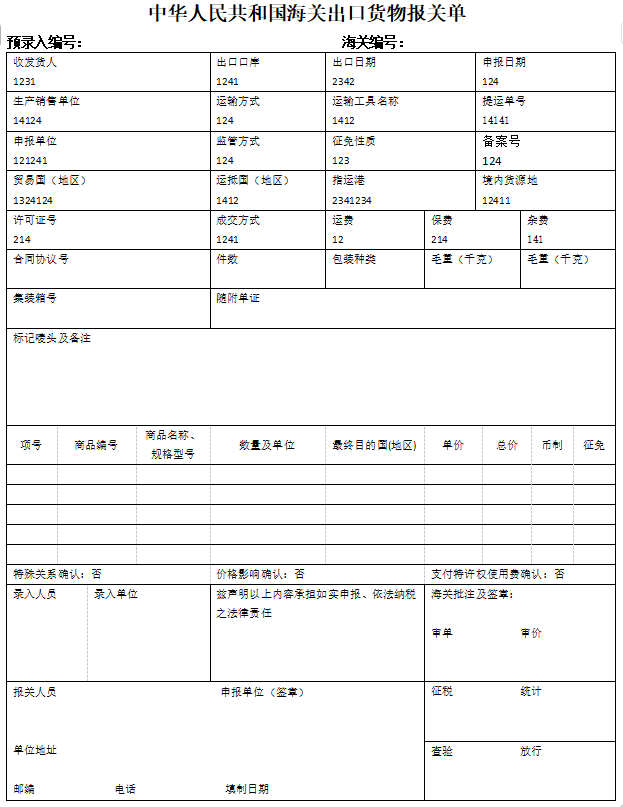 中华人民共和国海关出口货物报关单
预录入编号: 海关编号:
收发货人 出口口岸 出口日期 申报日期
1231 1241 2342 124
生产销售单位 运输方式 运输工具名称 提运单号
14124 124 1412 14141
申报单位 监管方式 征免性质 备案号
121241 124 123 124
贸易国(地区) 运抵国(地区) 指运港 境内货源地
1324124 1412 2341234 12411
许可证号 成交方式 运费 保费 杂费
214 1241 12 214 141
合同协议号 件数 包装种类 毛重(千克) 毛重(千克)
集装箱号 随附单证
标记唛头及备注
项号 商品编号 商品名称、 数量及单位 最终目的国(地区) 单价 总价 币制 征免
规格型号
特殊关系确认:否 价格影响确认:否 支付特许权使用费确认:否
录入人员 录入单位 兹声明以上内容承担如实申报、依法纳税 海关批注及签章:
之法律责任
审单 审价
报关人员 申报单位(签章) 征税 统计
单位地址 查验 放行
邮编 电话 填制日期